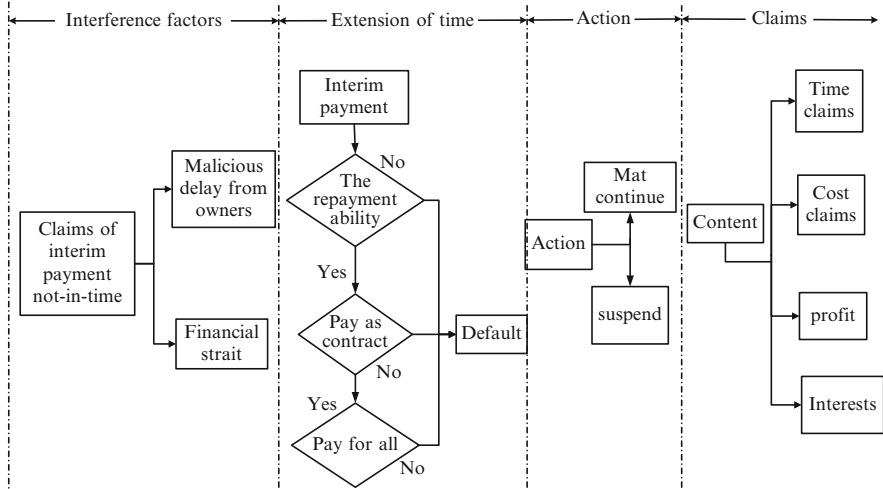 Interference factors
Extension of time
Action
Claims
Claims of
interim
payment
not-in-time
Malicious
delay from
owners
Financial
strait
Interim
payment
No
The
repayment
ability
Yes
Pay as
contract
No
Yes
Pay for all
No
Default
Action
Mat
continue
suspend
Content
Time
claims
Cost
claims
profit
Interests